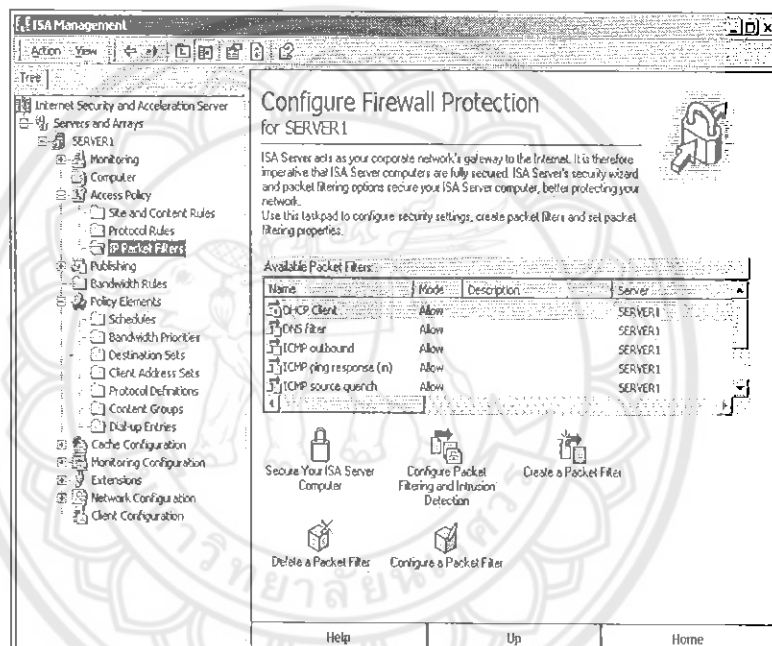 ISA Management
Action View
Tree
Internet Security and Acceleration Server
Servers and Arrays
SERVER1
Monitoring
Computer
Access Policy
Site and Content Rules
Protocol Rules
IP Packet Filters
Publishing
Bandwidth Rules
Policy Elements
Schedules
Bandwidth Priorities
Destination Sets
Client Address Sets
Protocol Definitions
Content Groups
Dial-up Entries
Cache Configuration
Monitoring Configuration
Extensions
Network Configuration
Client Configuration
Configure Firewall Protection
for SERVER1
ISA Server acts as your corporate network's gateway to the Internet. It is therefore
imperative that ISA Server computers are fully secured. ISA Server's security wizard
and packet filtering options secure your ISA Server computer, better protecting your
network.
Use this taskpad to configure security settings, create packet filters and set packet
filtering properties.
Available Packet Filters:
Name Mode Description Server
DHCP Client Allow SERVER1
DNS filter Allow SERVER1
ICMP outbound Allow SERVER1
ICMP ping response (in) Allow SERVER1
ICMP source quench Allow SERVER1
Secure Your ISA Server
Computer
Configure Packet
Filtering and Intrusion
Detection
Create a Packet Filter
Delete a Packet Filter
Configure a Packet Filter
Help Up Home